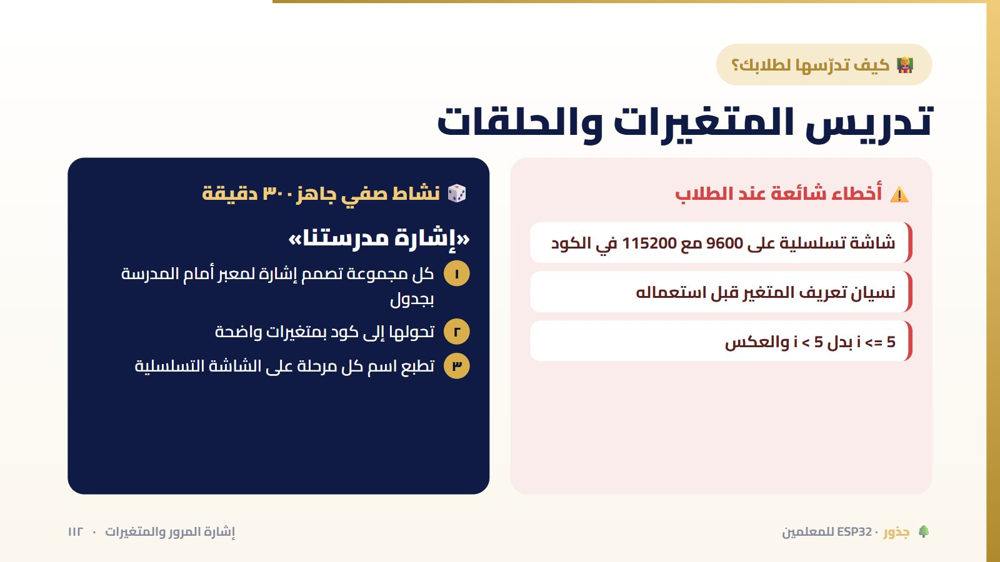 كيف تدرّسها لطلابك؟
تدريس المتغيرات والحلقات
أخطاء شائعة عند الطلاب
شاشة تسلسلية على 9600 مع 115200 في الكود
نسيان تعريف المتغير قبل استعماله
i <= 5 بدل i < 5 والعكس
نشاط صفي جاهز · ٣٠ دقيقة
«إشارة مدرستنا»
١ كل مجموعة تصمم إشارة لمعبر أمام المدرسة
بجدول
٢ تحولها إلى كود بمتغيرات واضحة
٣ تطبع اسم كل مرحلة على الشاشة التسلسلية
جذور · ESP32 للمعلمين
إشارة المرور والمتغيرات · ١١٢